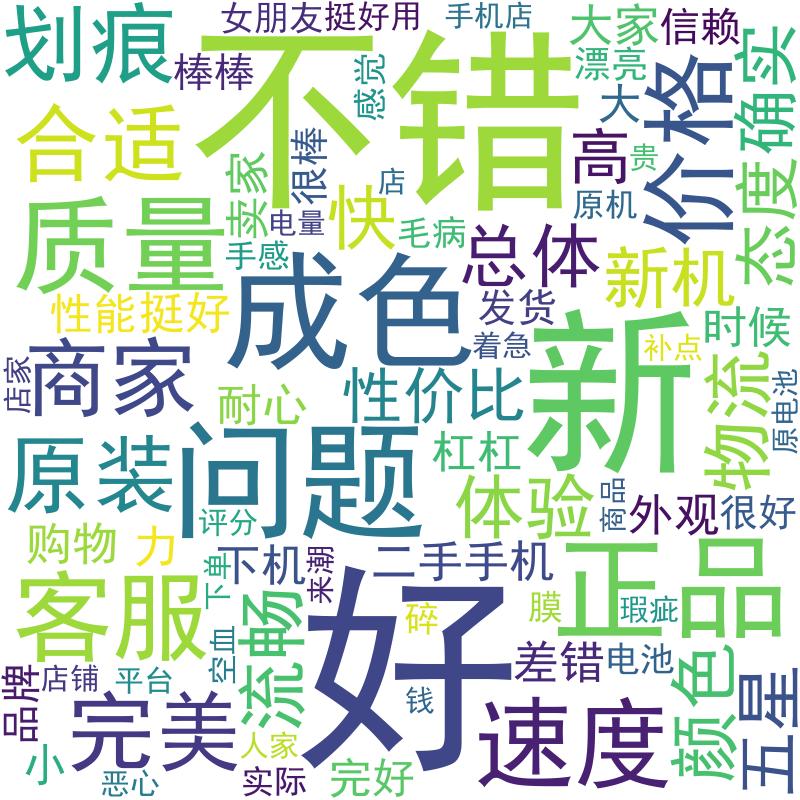 划痕
女朋友
挺好用
手机店
大家
信赖
棒棒
不错
感觉
漂亮
价格
确实
合适
大
很棒
高
贵
店
原机
态度
质量
卖家
电量
快
毛病
手感
总体
新机
成色
性能挺好
发货
新
时候
着急
补点
店家
商家
耐心
性价比
物流
原电池
原装
问题
杠杠
体验
商品
外观
很好
购物
力
评分
下机
来潮
二手手机
正品
客服
下单
流畅
好
碎
膜
瑕疵
空血
差错
电池
颜色
五星
品牌
店铺
平台
完美
钱
速度
小
人家
恶心
实际
完好